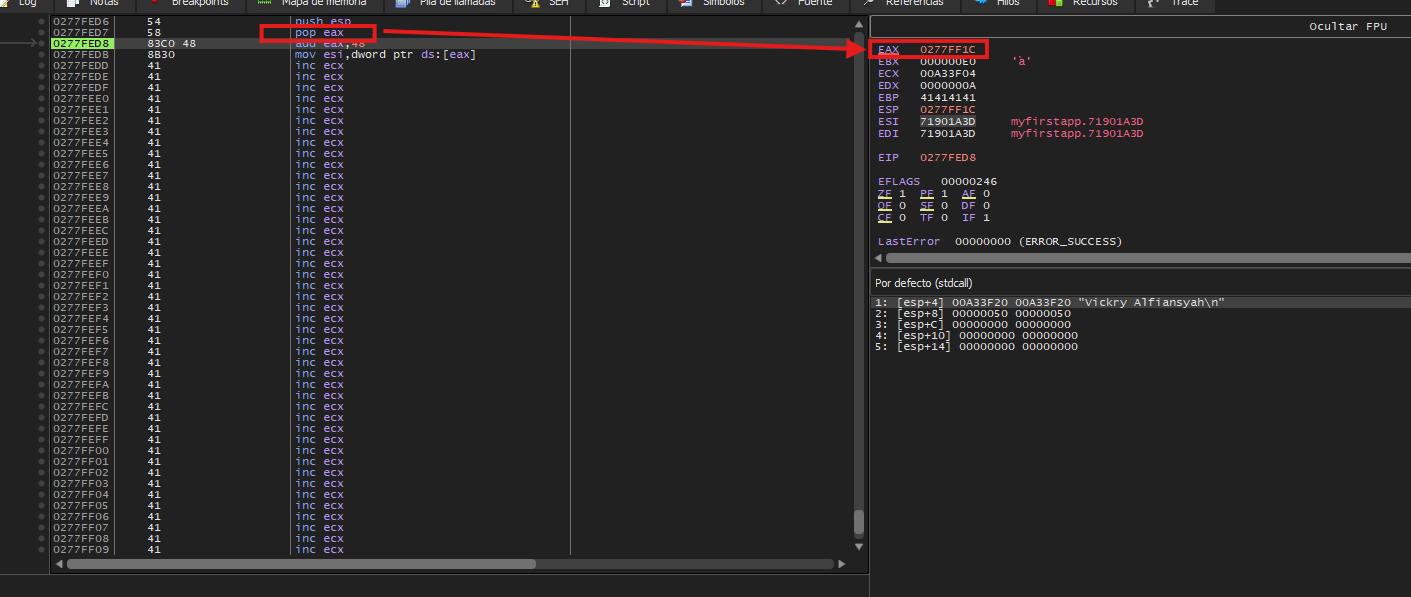 Log Notas Breakpoints Mapa de memoria Pila de llamadas SEH Script Símbolos Fuente Referencias Hilos Recursos Trace
0277FED6 54 push esp
0277FED7 58 pop eax
0277FED8 83C0 48 add eax,48
0277FEDB 8B30 mov esi,dword ptr ds:[eax]
0277FEDD 41 inc ecx
0277FEDE 41 inc ecx
0277FEDF 41 inc ecx
0277FEE0 41 inc ecx
0277FEE1 41 inc ecx
0277FEE2 41 inc ecx
0277FEE3 41 inc ecx
0277FEE4 41 inc ecx
0277FEE5 41 inc ecx
0277FEE6 41 inc ecx
0277FEE7 41 inc ecx
0277FEE8 41 inc ecx
0277FEE9 41 inc ecx
0277FEEA 41 inc ecx
0277FEEB 41 inc ecx
0277FEEC 41 inc ecx
0277FEED 41 inc ecx
0277FEEE 41 inc ecx
0277FEEF 41 inc ecx
0277FEF0 41 inc ecx
0277FEF1 41 inc ecx
0277FEF2 41 inc ecx
0277FEF3 41 inc ecx
0277FEF4 41 inc ecx
0277FEF5 41 inc ecx
0277FEF6 41 inc ecx
0277FEF7 41 inc ecx
0277FEF8 41 inc ecx
0277FEF9 41 inc ecx
0277FEFA 41 inc ecx
0277FEFB 41 inc ecx
0277FEFC 41 inc ecx
0277FEFD 41 inc ecx
0277FEFE 41 inc ecx
0277FEFF 41 inc ecx
0277FF00 41 inc ecx
0277FF01 41 inc ecx
0277FF02 41 inc ecx
0277FF03 41 inc ecx
0277FF04 41 inc ecx
0277FF05 41 inc ecx
0277FF06 41 inc ecx
0277FF07 41 inc ecx
0277FF08 41 inc ecx
0277FF09 41 inc ecx
Ocultar FPU
EAX 0277FF1C
EBX 000000E0 'à'
ECX 00A33F04
EDX 0000000A
EBP 41414141
ESP 0277FF1C
ESI 71901A3D myfirstapp.71901A3D
EDI 71901A3D myfirstapp.71901A3D
EIP 0277FED8
EFLAGS 00000246
ZF 1 PF 1 AF 0
OF 0 SF 0 DF 0
CF 0 TF 0 IF 1
LastError 00000000 (ERROR_SUCCESS)
Por defecto (stdcall)
1: [esp+4] 00A33F20 00A33F20 "Vickry Alfiansyah\n"
2: [esp+8] 00000050 00000050
3: [esp+C] 00000000 00000000
4: [esp+10] 00000000 00000000
5: [esp+14] 00000000 00000000